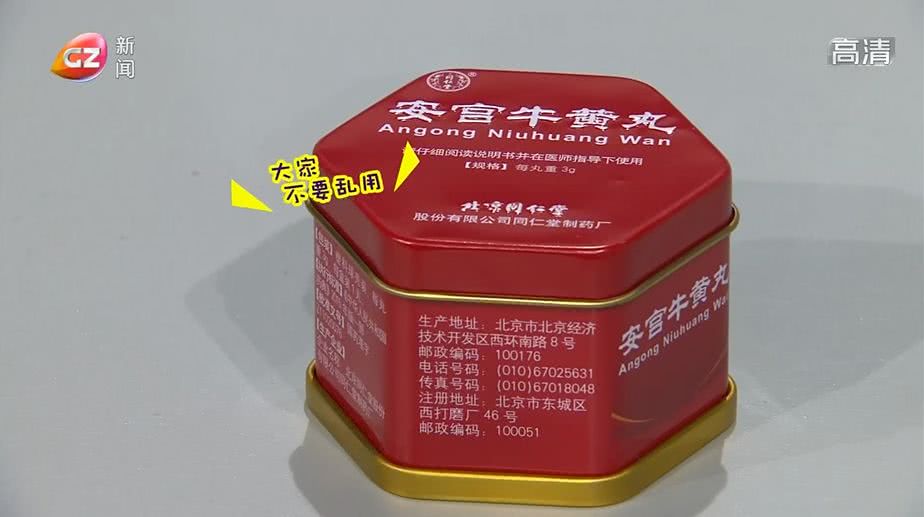 GZ
新闻
高清
同仁堂
安宫牛黄丸
Angong Niuhuang Wan
仔细阅读说明书并在医师指导下使用
【规格】每丸重 3g
北京同仁堂
股份有限公司同仁堂制药厂
大家
不要乱用
生产地址：北京市北京经济
技术开发区西环南路 8 号
邮政编码：100176
电话号码：(010)67025631
传真号码：(010)67018048
注册地址：北京市东城区
西打磨厂 46 号
邮政编码：100051
安宫牛黄丸
Angong Niuhuang Wan